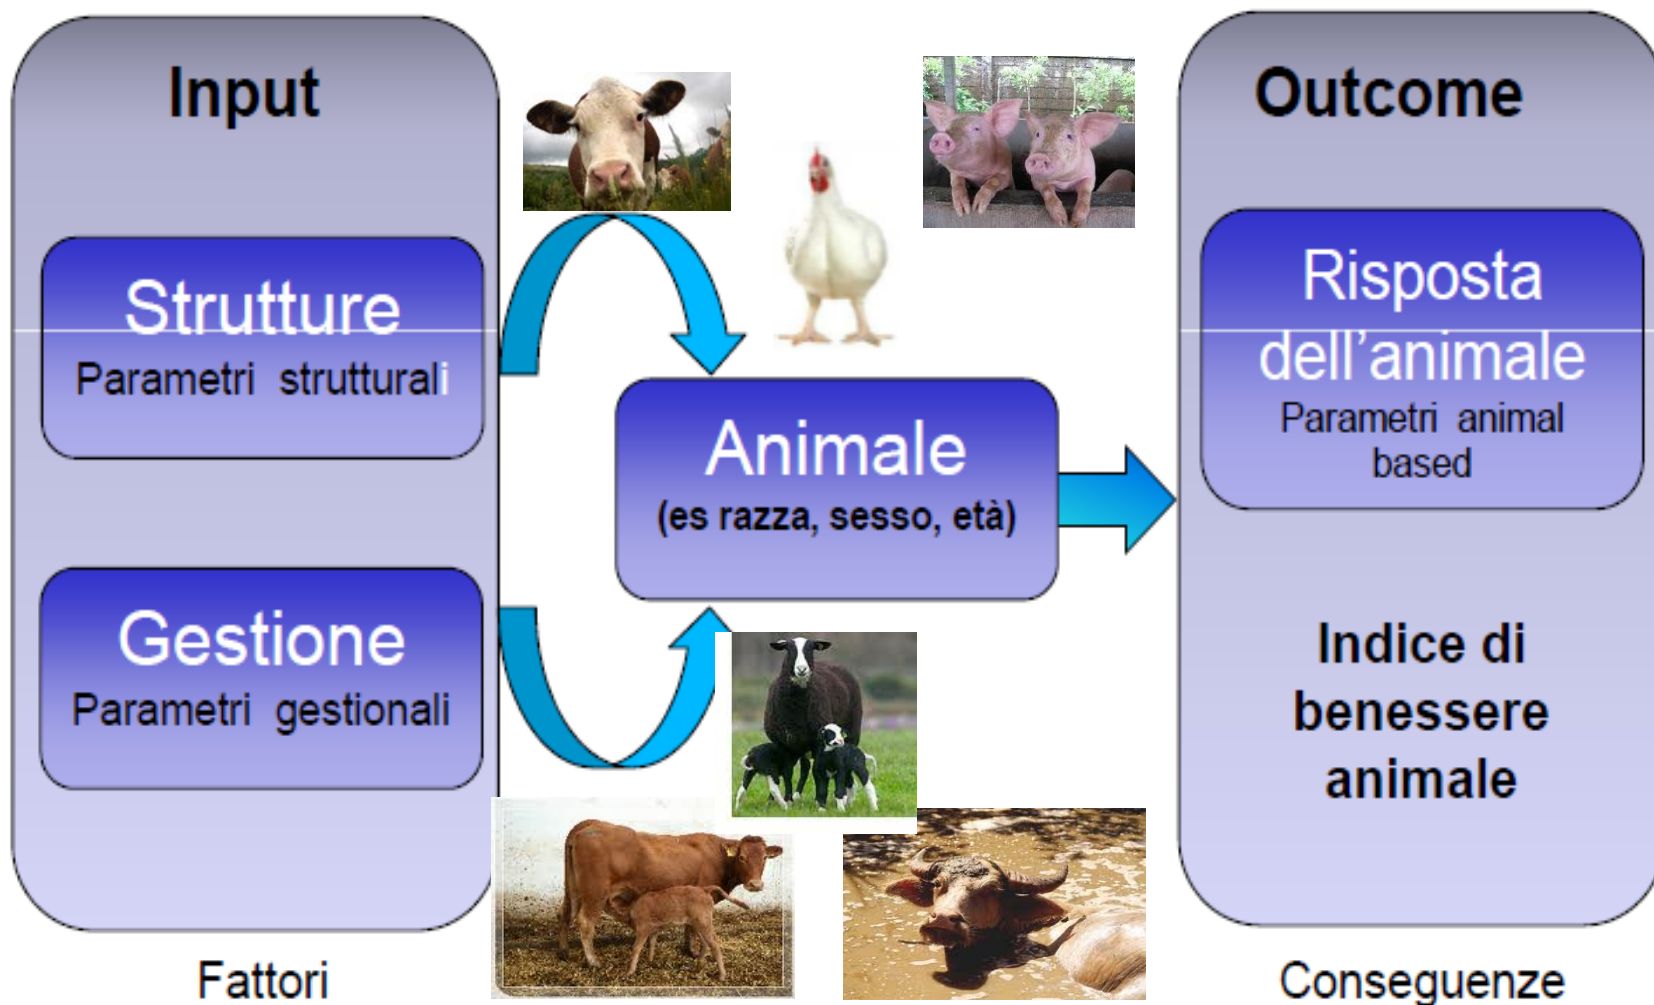 Input
Strutture
Parametri strutturali
Gestione
Parametri gestionali
Fattori
Animale
(es razza, sesso, età)
Outcome
Risposta
dell'animale
Parametri animal
based
Indice di
benessere
animale
Conseguenze